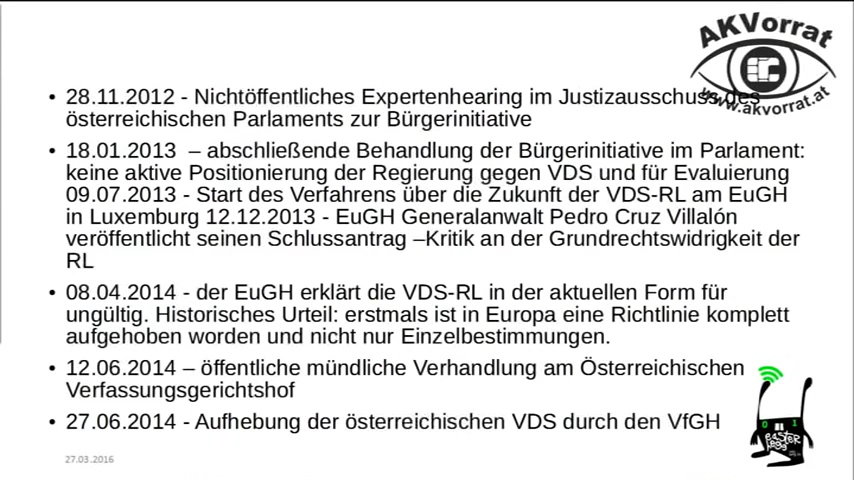 AKVorrat
www.akvorrat.at
• 28.11.2012 - Nichtöffentliches Expertenhearing im Justizausschuss des
österreichischen Parlaments zur Bürgerinitiative
• 18.01.2013 – abschließende Behandlung der Bürgerinitiative im Parlament:
keine aktive Positionierung der Regierung gegen VDS und für Evaluierung
09.07.2013 - Start des Verfahrens über die Zukunft der VDS-RL am EuGH
in Luxemburg 12.12.2013 - EuGH Generalanwalt Pedro Cruz Villalón
veröffentlicht seinen Schlussantrag –Kritik an der Grundrechtswidrigkeit der
RL
• 08.04.2014 - der EuGH erklärt die VDS-RL in der aktuellen Form für
ungültig. Historisches Urteil: erstmals ist in Europa eine Richtlinie komplett
aufgehoben worden und nicht nur Einzelbestimmungen.
• 12.06.2014 – öffentliche mündliche Verhandlung am Österreichischen
Verfassungsgerichtshof
• 27.06.2014 - Aufhebung der österreichischen VDS durch den VfGH
0 1
EASTER
HEGG
27.03.2016